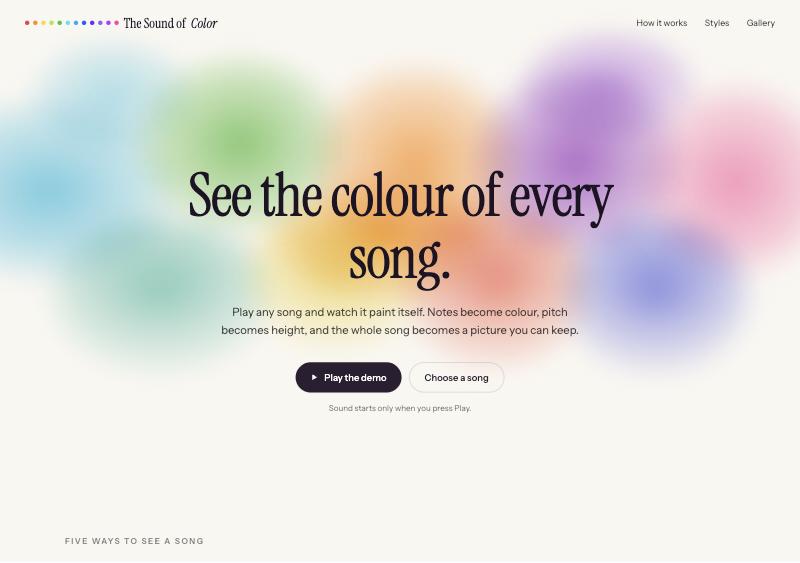 The Sound of Color
How it works
Styles
Gallery
See the colour of every
song.
Play any song and watch it paint itself. Notes become colour, pitch
becomes height, and the whole song becomes a picture you can keep.
Play the demo
Choose a song
Sound starts only when you press Play.
FIVE WAYS TO SEE A SONG